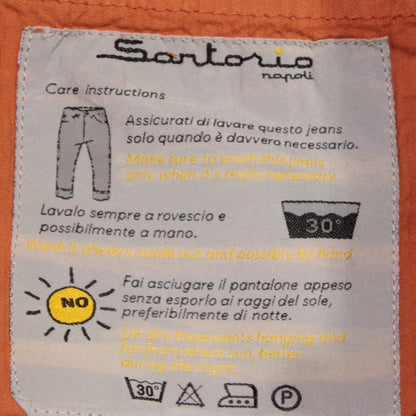 Sartorio
napoli
Care instructions
Assicurati di lavare questo jeans
solo quando è davvero necessario.
Make sure to wash this jeans
only when it's really necessary.
Lavalo sempre a rovescio e
possibilmente a mano.
30°
Wash is always inside out and possibly by hand
NO
Fai asciugare il pantalone appeso
senza esporlo ai raggi del sole,
preferibilmente di notte.
Let dry these pants hanging and
far from direct sun, better
during the night.
30°
P